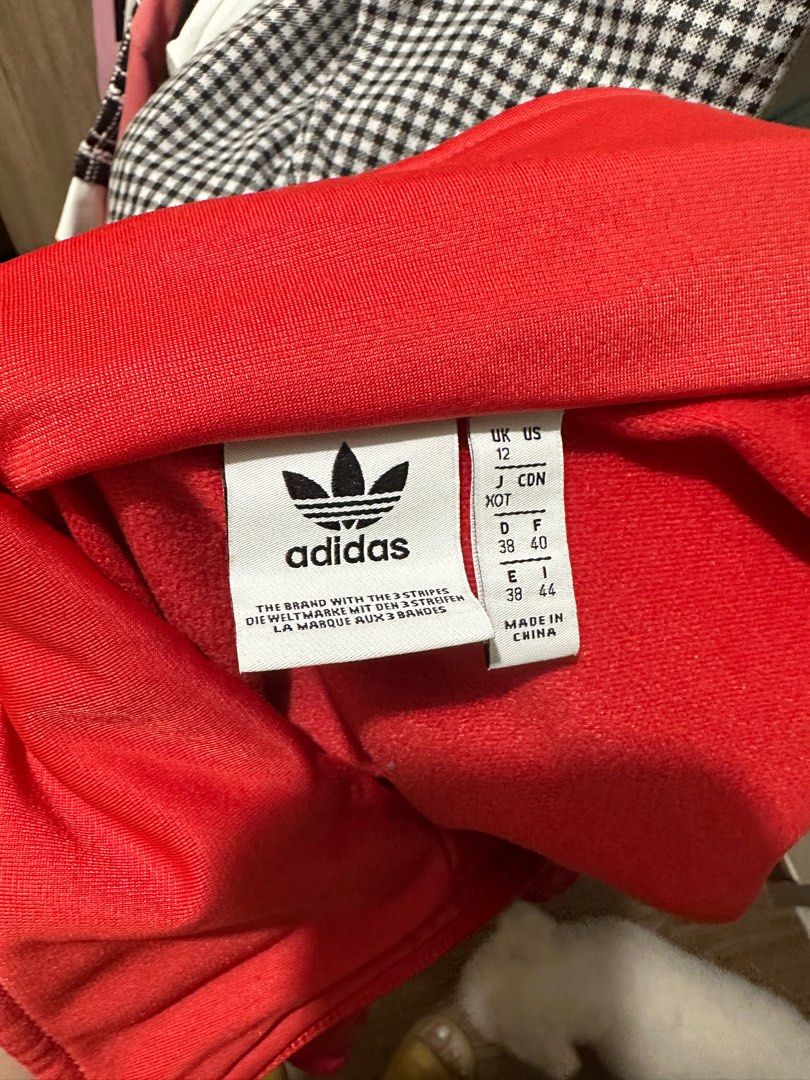 adidas
THE BRAND WITH THE 3 STRIPES
DIE WELTMARKE MIT DEN 3 STREIFEN
LA MARQUE AUX 3 BANDES
UK US
12
J CDN
XOT
D F
38 40
E I
38 44
MADE IN
CHINA